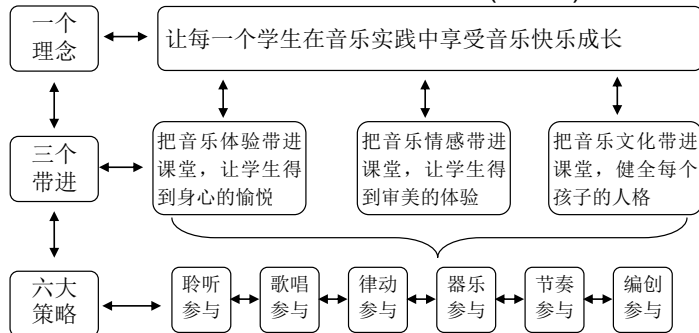 一个
理念
让每一个学生在音乐实践中享受音乐快乐成长
三个
带进
把音乐体验带进
课堂，让学生得
到身心的愉悦
把音乐情感带进
课堂，让学生得
到审美的体验
把音乐文化带进
课堂，健全每个
孩子的人格
六大
策略
聆听
参与
歌唱
参与
律动
参与
器乐
参与
节奏
参与
编创
参与